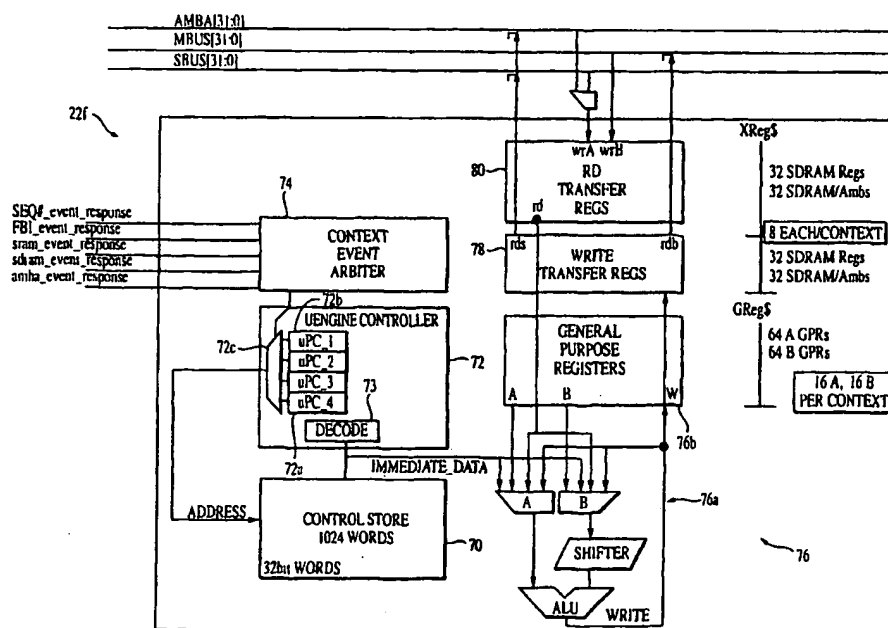 AMBA[31:0]
MBUS[31:0]
SBUS[31:0]
22f
XReg$
wrA wrB
80
RD
TRANSFER
REGS
rd
32 SDRAM Regs
32 SDRAM/Ambs
74
SEQ#_event_response
FBI_event_response
sram_event_response
sdram_event_response
amba_event_response
CONTEXT
EVENT
ARBITER
78
rds
rdb
WRITE
TRANSFER REGS
8 EACH/CONTEXT
32 SDRAM Regs
32 SDRAM/Ambs
GReg$
72b
UENGINE CONTROLLER
72c
uPC_1
uPC_2
uPC_3
uPC_4
72
73
DECODE
72a
GENERAL
PURPOSE
REGISTERS
A
B
W
64 A GPRs
64 B GPRs
16 A, 16 B
PER CONTEXT
76b
IMMEDIATE_DATA
A
B
76a
ADDRESS
CONTROL STORE
1024 WORDS
70
32bit WORDS
SHIFTER
76
ALU
WRITE